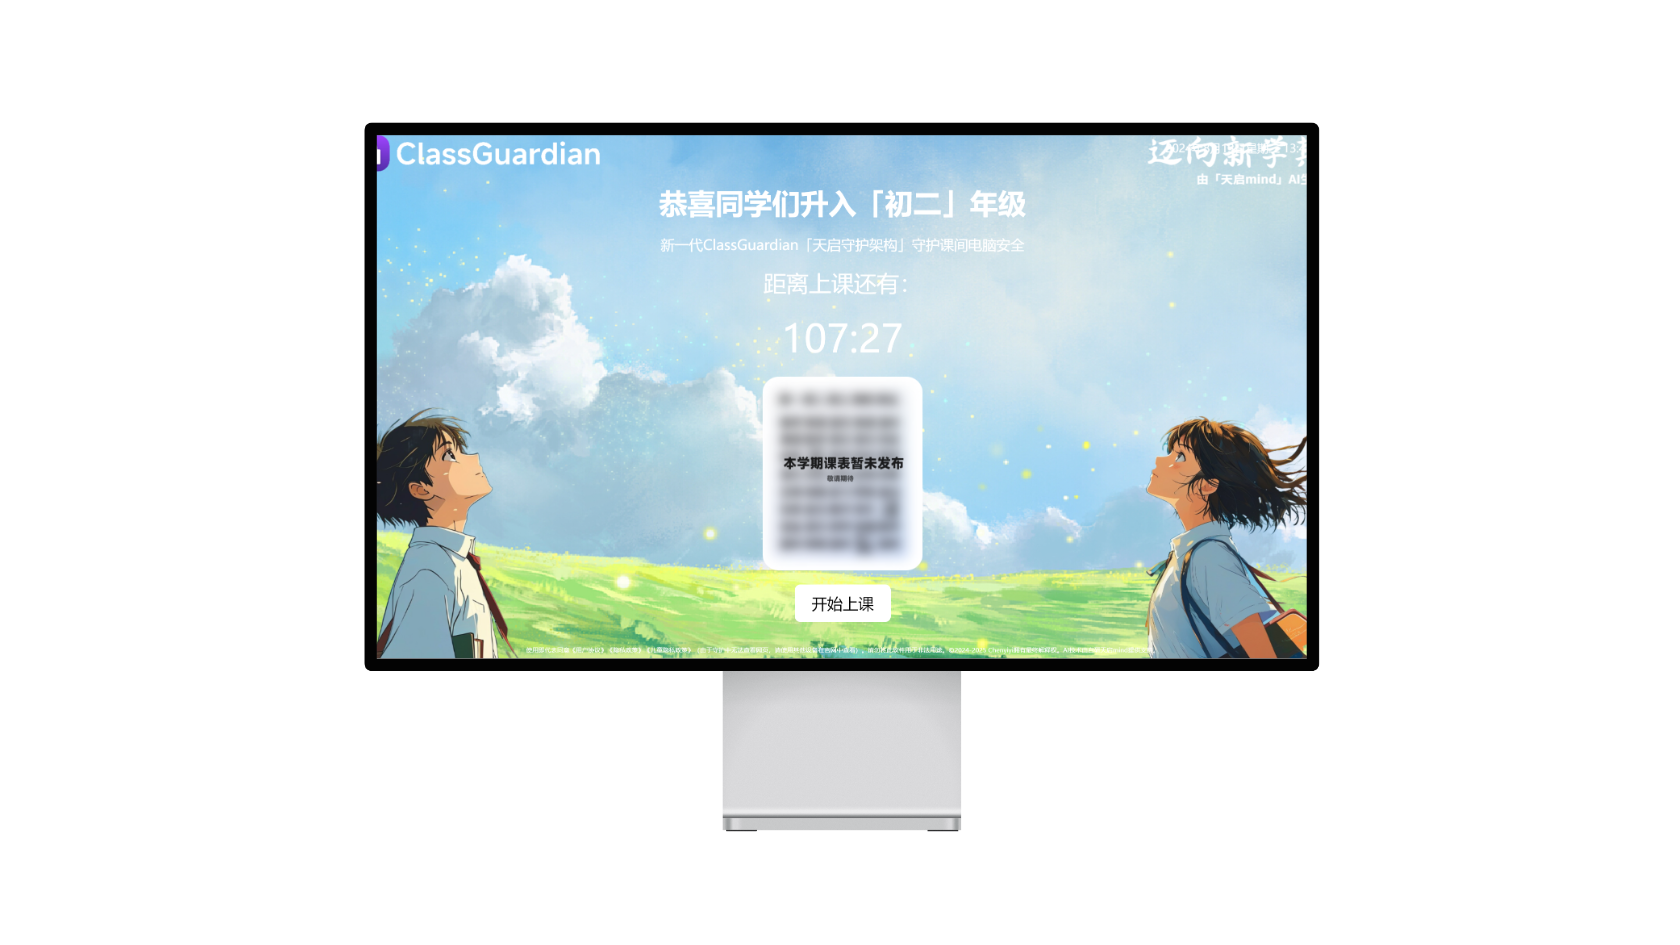 ClassGuardian
迈向新学
由「天启mind」AI
恭喜同学们升入「初二」年级
新一代ClassGuardian「天启守护架构」守护课间电脑安全
距离上课还有：
107:27
本学期课表暂未发布
敬请期待
开始上课